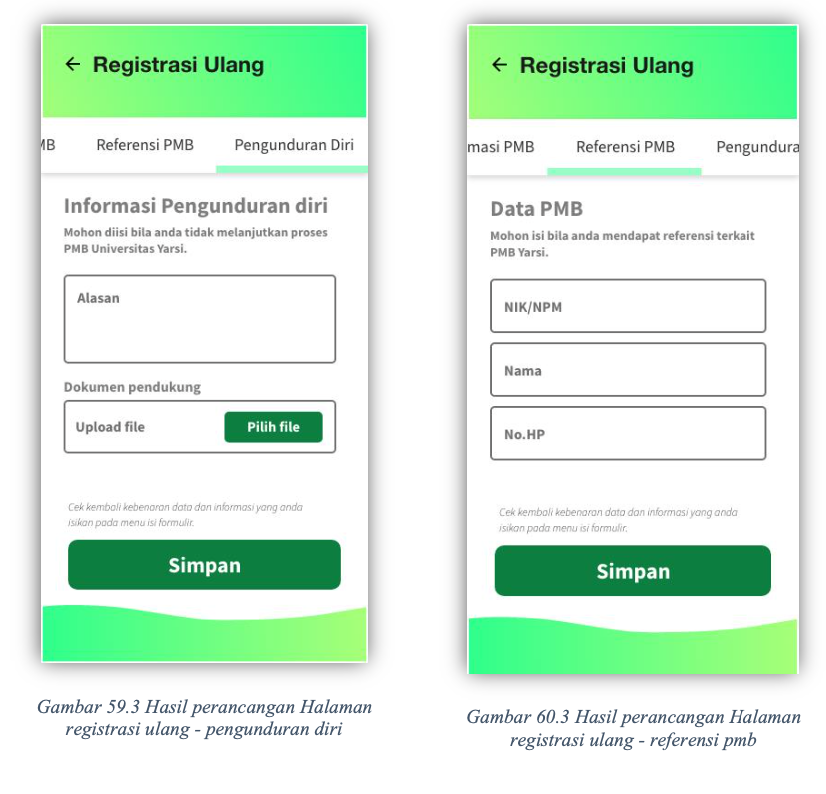 Registrasi Ulang
MB Referensi PMB Pengunduran Diri
Informasi Pengunduran diri
Mohon diisi bila anda tidak melanjutkan proses
PMB Universitas Yarsi.
Alasan
Dokumen pendukung
Upload file Pilih file
Cek kembali kebenaran data dan informasi yang anda
isikan pada menu isi formulir.
Simpan
Gambar 59.3 Hasil perancangan Halaman
registrasi ulang - pengunduran diri
Registrasi Ulang
masi PMB Referensi PMB Pengundura
Data PMB
Mohon isi bila anda mendapat referensi terkait
PMB Yarsi.
NIK/NPM
Nama
No.HP
Cek kembali kebenaran data dan informasi yang anda
isikan pada menu isi formulir.
Simpan
Gambar 60.3 Hasil perancangan Halaman
registrasi ulang - referensi pmb